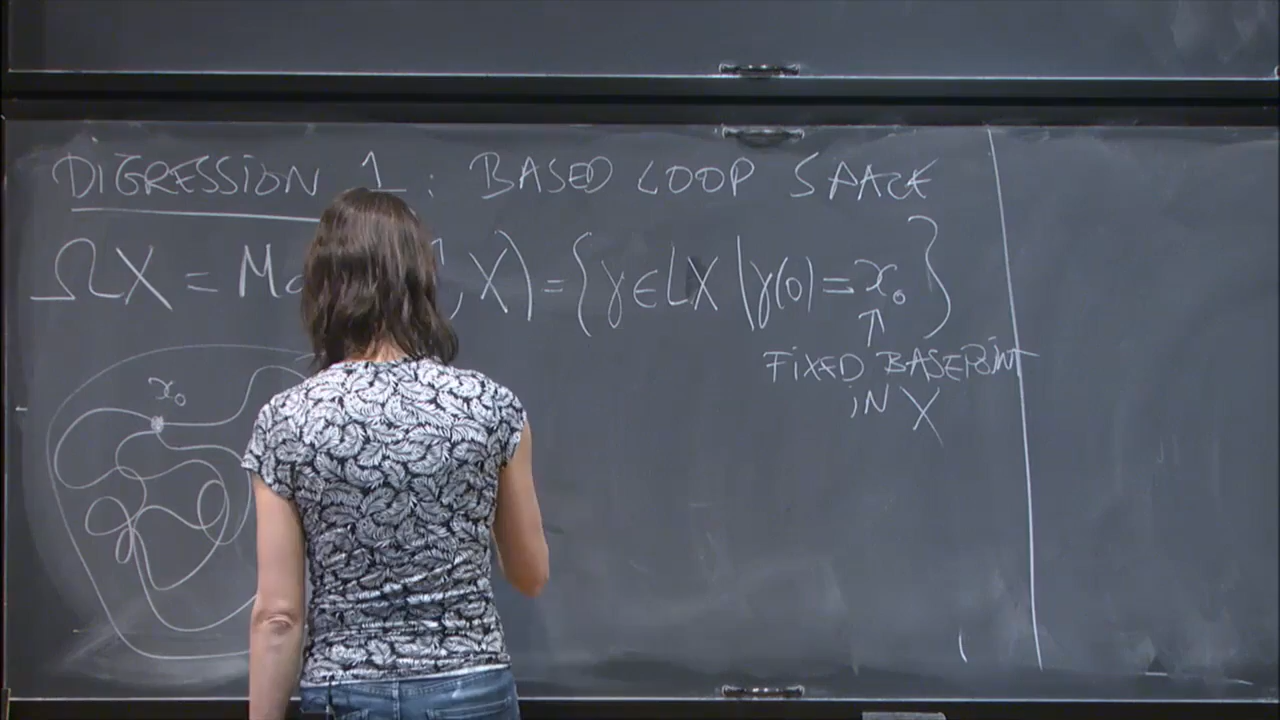 DIGRESSION 1 : BASED LOOP SPACE
ΩX = M , X) = {γ∈LX | γ(0) = x₀}
↑
FIXED BASEPOINT
IN X
x₀